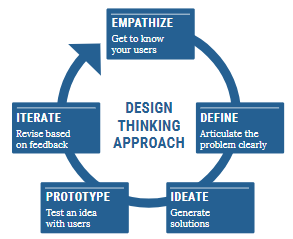 EMPATHIZE
Get to know
your users
DESIGN
THINKING
APPROACH
DEFINE
Articulate the
problem clearly
IDEATE
Generate
solutions
PROTOTYPE
Test an idea
with users
ITERATE
Revise based
on feedback